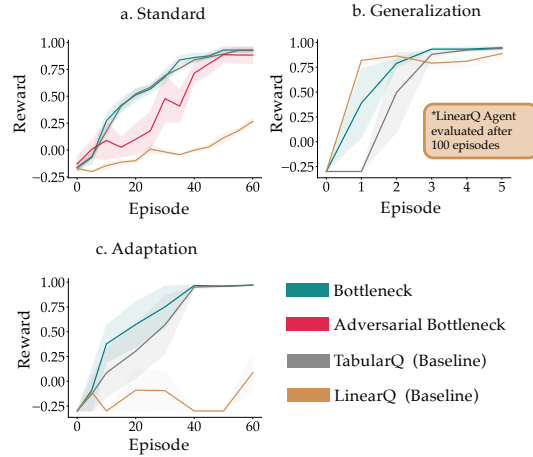 a. Standard
1.00
0.75
0.50
0.25
0.00
−0.25
Reward
0
20
40
60
Episode
b. Generalization
1.00
0.75
0.50
0.25
0.00
−0.25
Reward
0
1
2
3
4
5
Episode
*LinearQ Agent
evaluated after
100 episodes
c. Adaptation
1.00
0.75
0.50
0.25
0.00
−0.25
Reward
0
20
40
60
Episode
Bottleneck
Adversarial Bottleneck
TabularQ (Baseline)
LinearQ (Baseline)